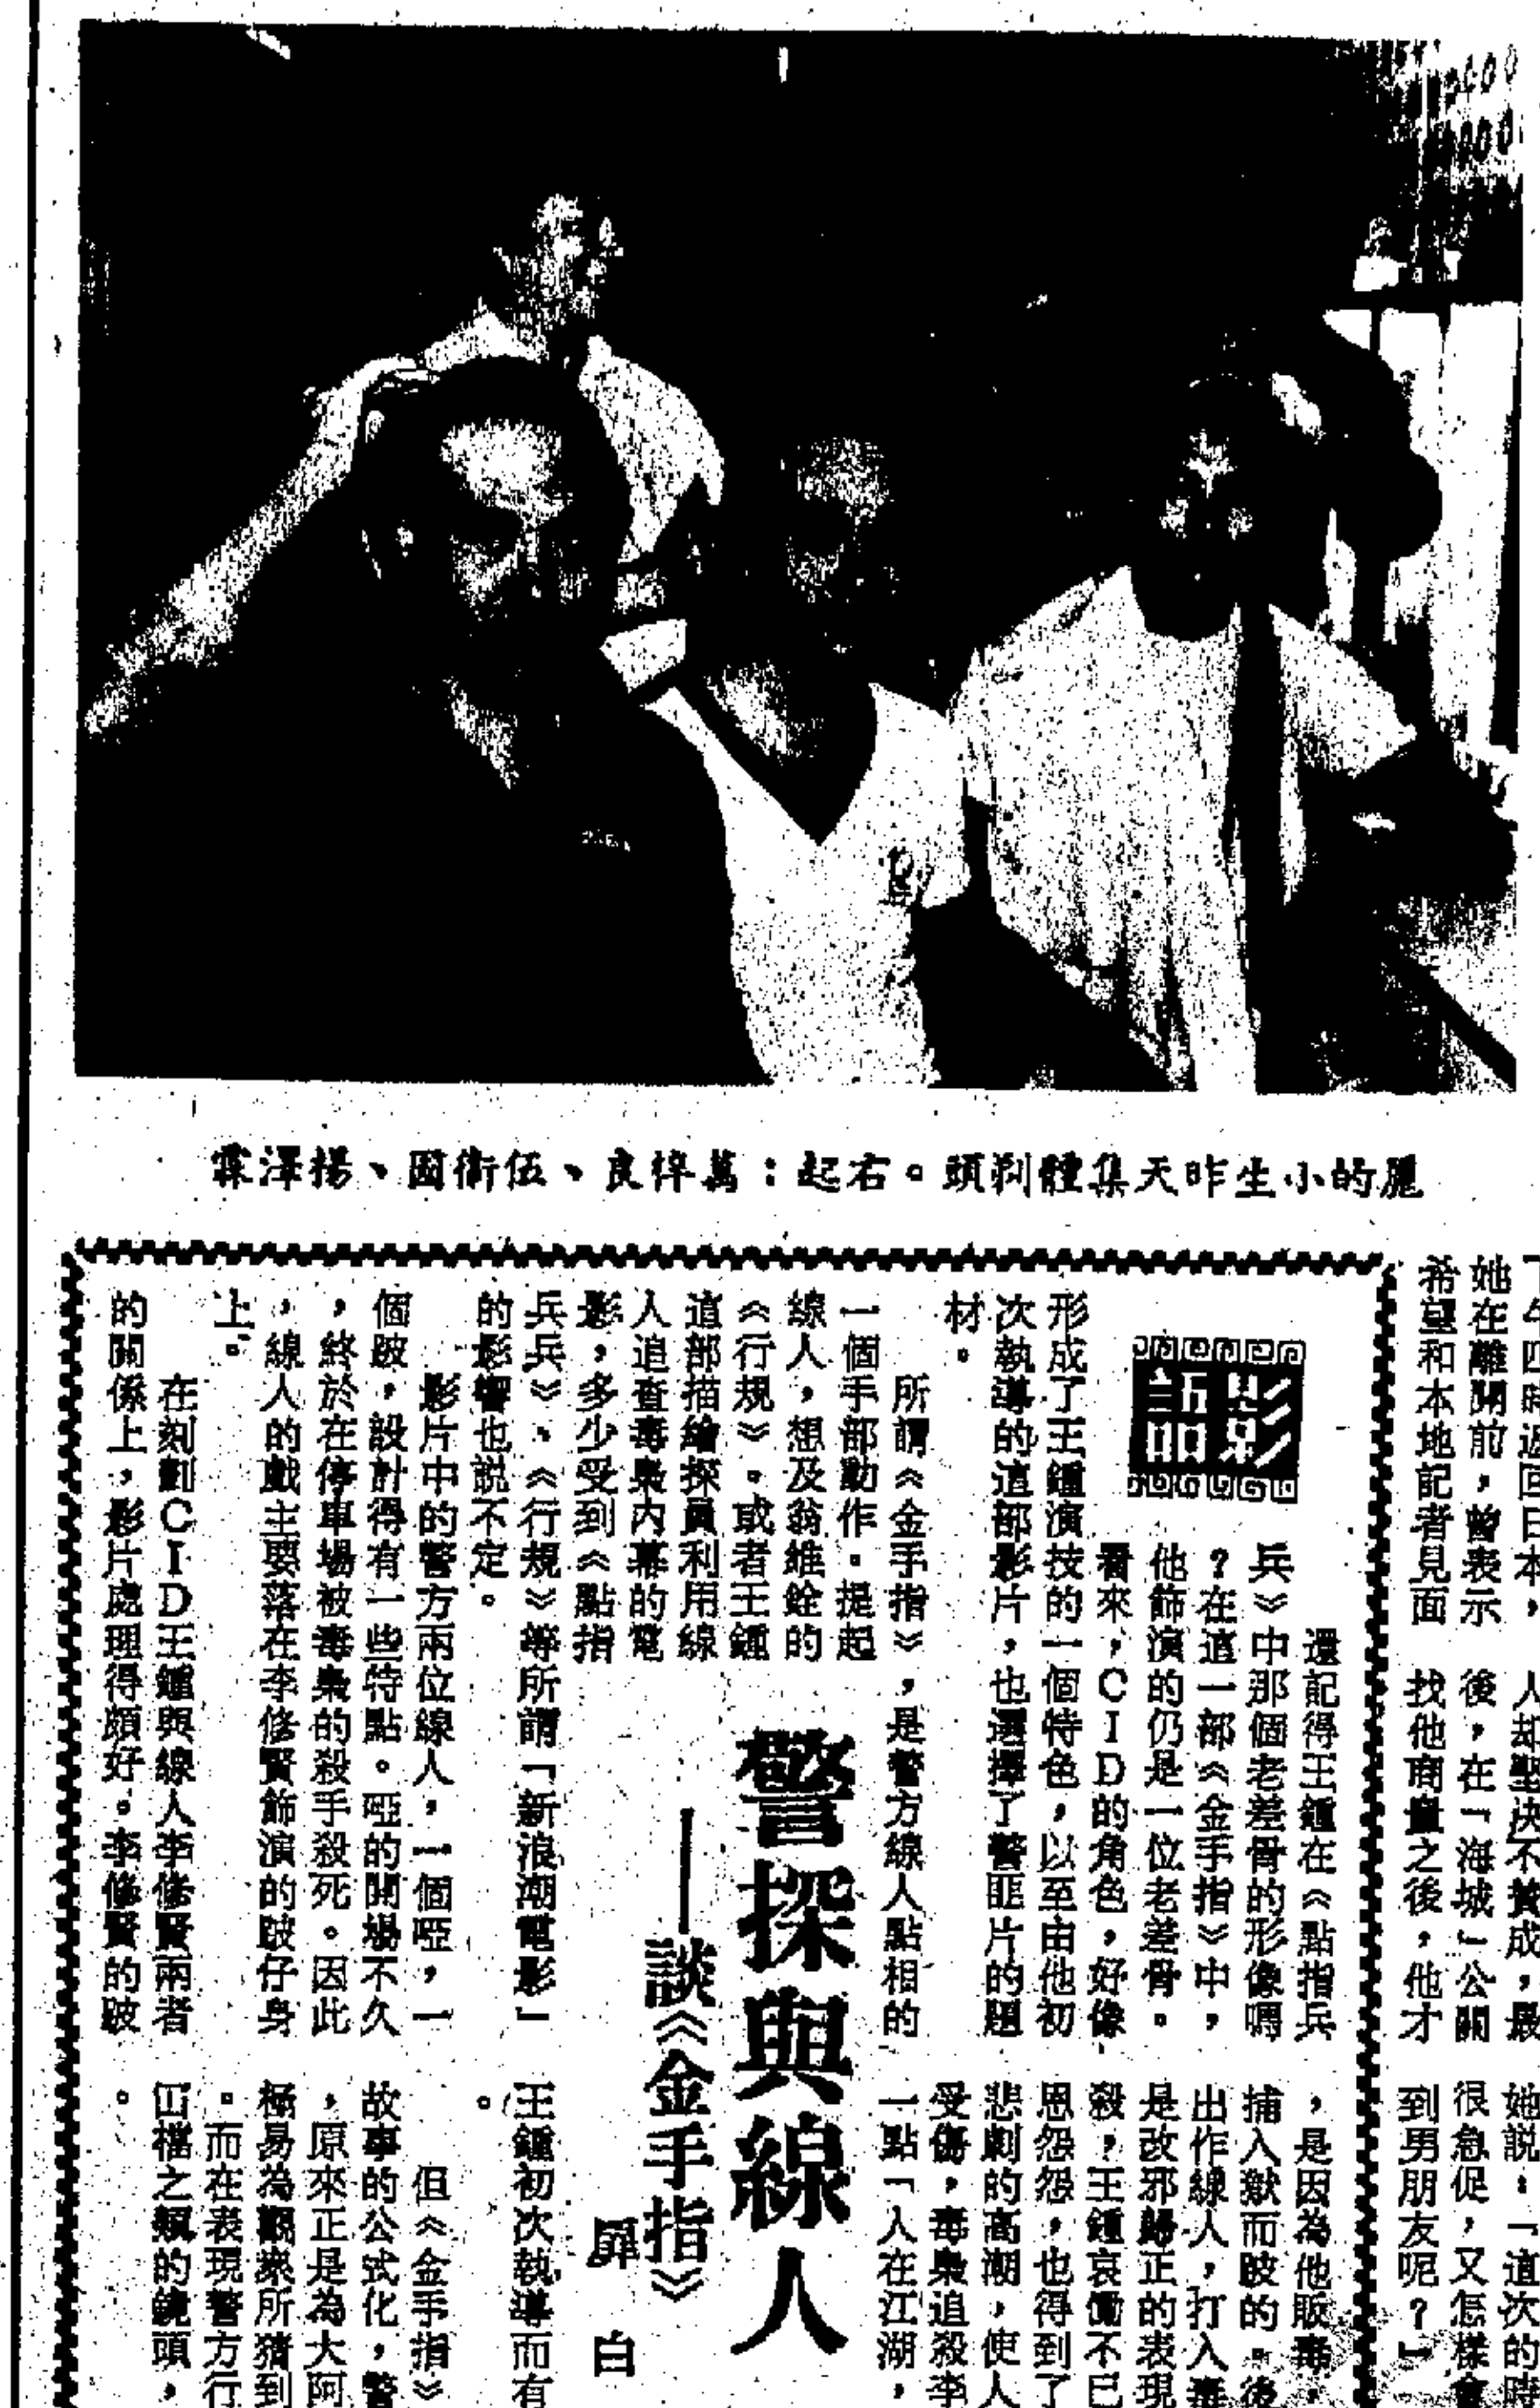 麗的小生昨天集體剃頭。右起：萬梓良、伍衛國、楊澤霖
她在離開前，曾表示
希望和本地記者見面
人却堅決不贊成，最
後，在「海城」公關
找他商量之後，他才
她說：「這次的時
很急促，又怎樣會
到男朋友呢？」
影語
警探與線人
——談《金手指》
犀白
還記得王鍾在《點指兵
兵》中那個老差骨的形像嗎
？在這一部《金手指》中，
他飾演的仍是一位老差骨。
看來，CID的角色，好像
形成了王鍾演技的一個特色，以至由他初
次執導的這部影片，也選擇了警匪片的題
材。
所謂《金手指》，是警方線人點相的
一個手部動作。提起
線人，想及翁維銓的
《行規》。或者王鍾
這部描繪探員利用線
人追查毒梟內幕的電
影，多少受到《點指
兵兵》、《行規》等所謂「新浪潮電影」
的影響也說不定。
影片中的警方兩位線人，一個啞，一
個跛，設計得有一些特點。啞的開場不久
，終於在停車場被毒梟的殺手殺死。因此
，線人的戲主要落在李修賢飾演的跛仔身
上。
在刻劃CID王鍾與線人李修賢兩者
的關係上，影片處理得頗好。李修賢的跛
，是因為他販毒，
捕入獄而跛的。後
出作線人，打入毒
是改邪歸正的表現
殺，王鍾哀慟不已
恩怨怨，也得到了
悲劇的高潮，使人
受傷，毒梟追殺李
一點「人在江湖，
王鍾初次執導而有
。
但《金手指》
故事的公式化，警
，原來正是為大阿
極易為觀眾所猜到
。而在表現警方行
檔之類的鏡頭，
。